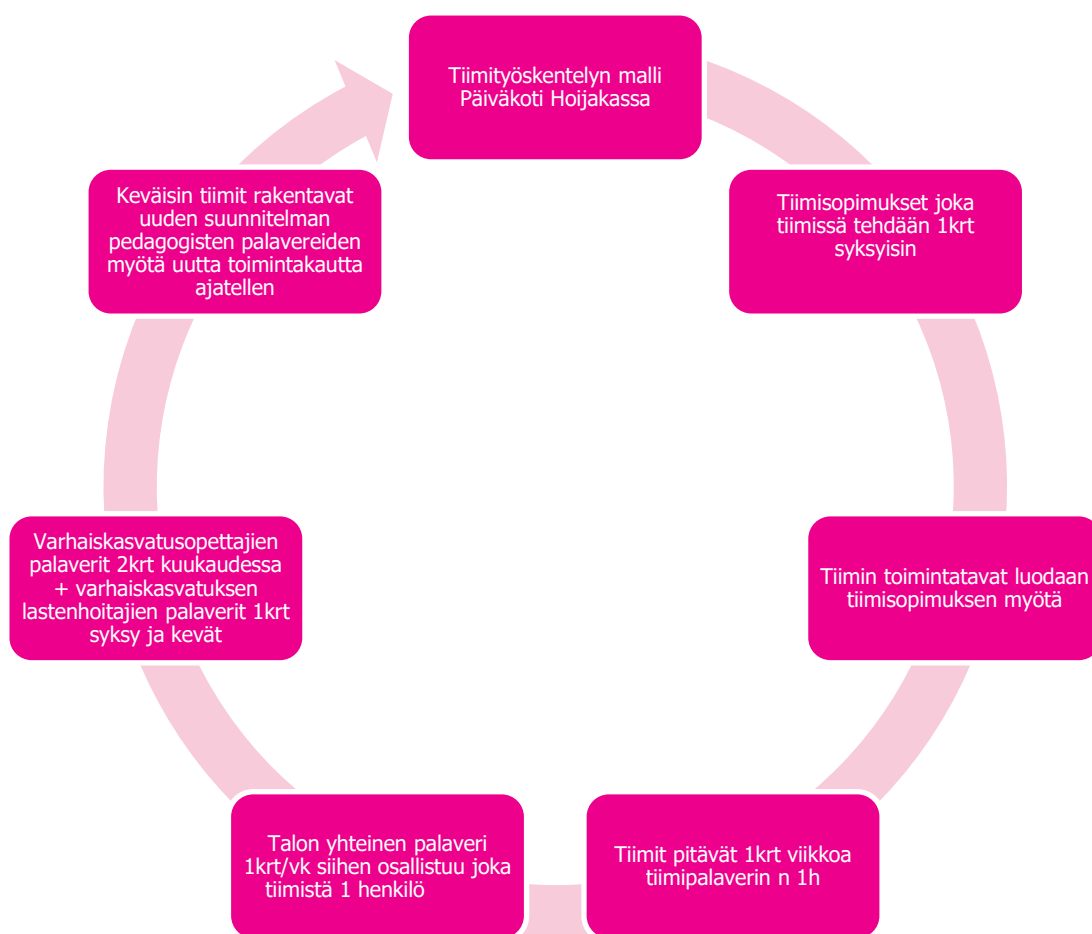 Tiimityöskentelyn malli
Päiväkoti Hoijakassa
Tiimisopimukset joka
tiimissä tehdään 1krt
syksyisin
Tiimin toimintatavat luodaan
tiimisopimuksen myötä
Tiimit pitävät 1krt viikkoa
tiimipalaverin n 1h
Talon yhteinen palaveri
1krt/vk siihen osallistuu joka
tiimistä 1 henkilö
Varhaiskasvatusopettajien
palaverit 2krt kuukaudessa
+ varhaiskasvatuksen
lastenhoitajien palaverit 1krt
syksy ja kevät
Keväisin tiimit rakentavat
uuden suunnitelman
pedagogisten palavereiden
myötä uutta toimintakautta
ajatellen